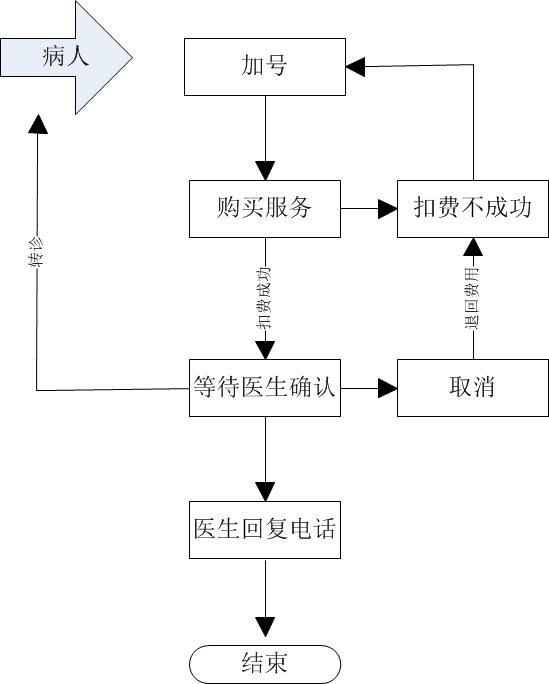 病人
加号
购买服务
扣费不成功
转诊
扣费成功
退回费用
等待医生确认
取消
医生回复电话
结束